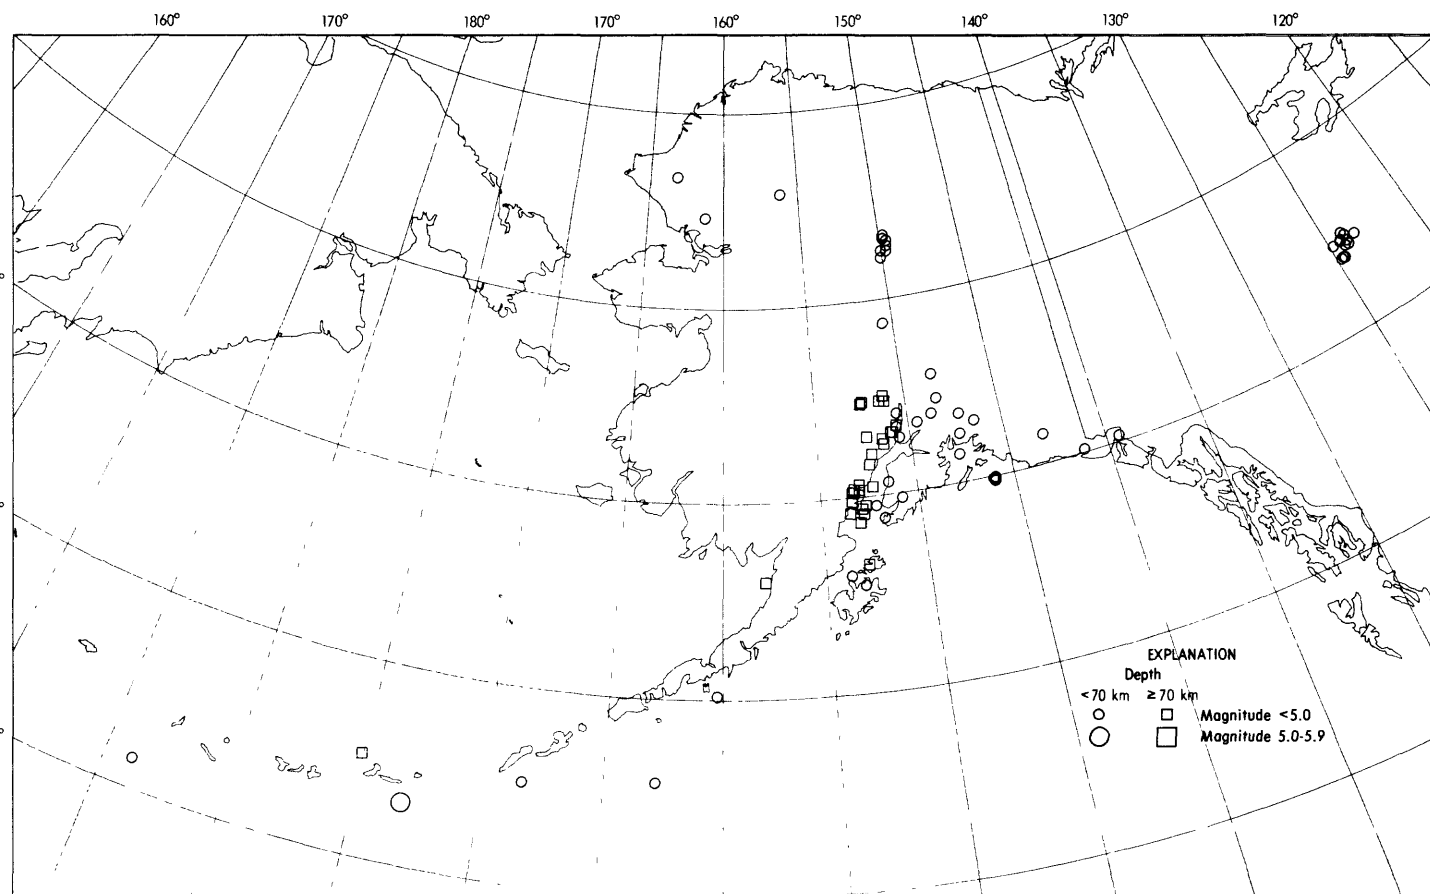 160° 170° 180° 170° 160° 150° 140° 130° 120°
EXPLANATION
Depth
<70 km ≥70 km
Magnitude <5.0
Magnitude 5.0-5.9